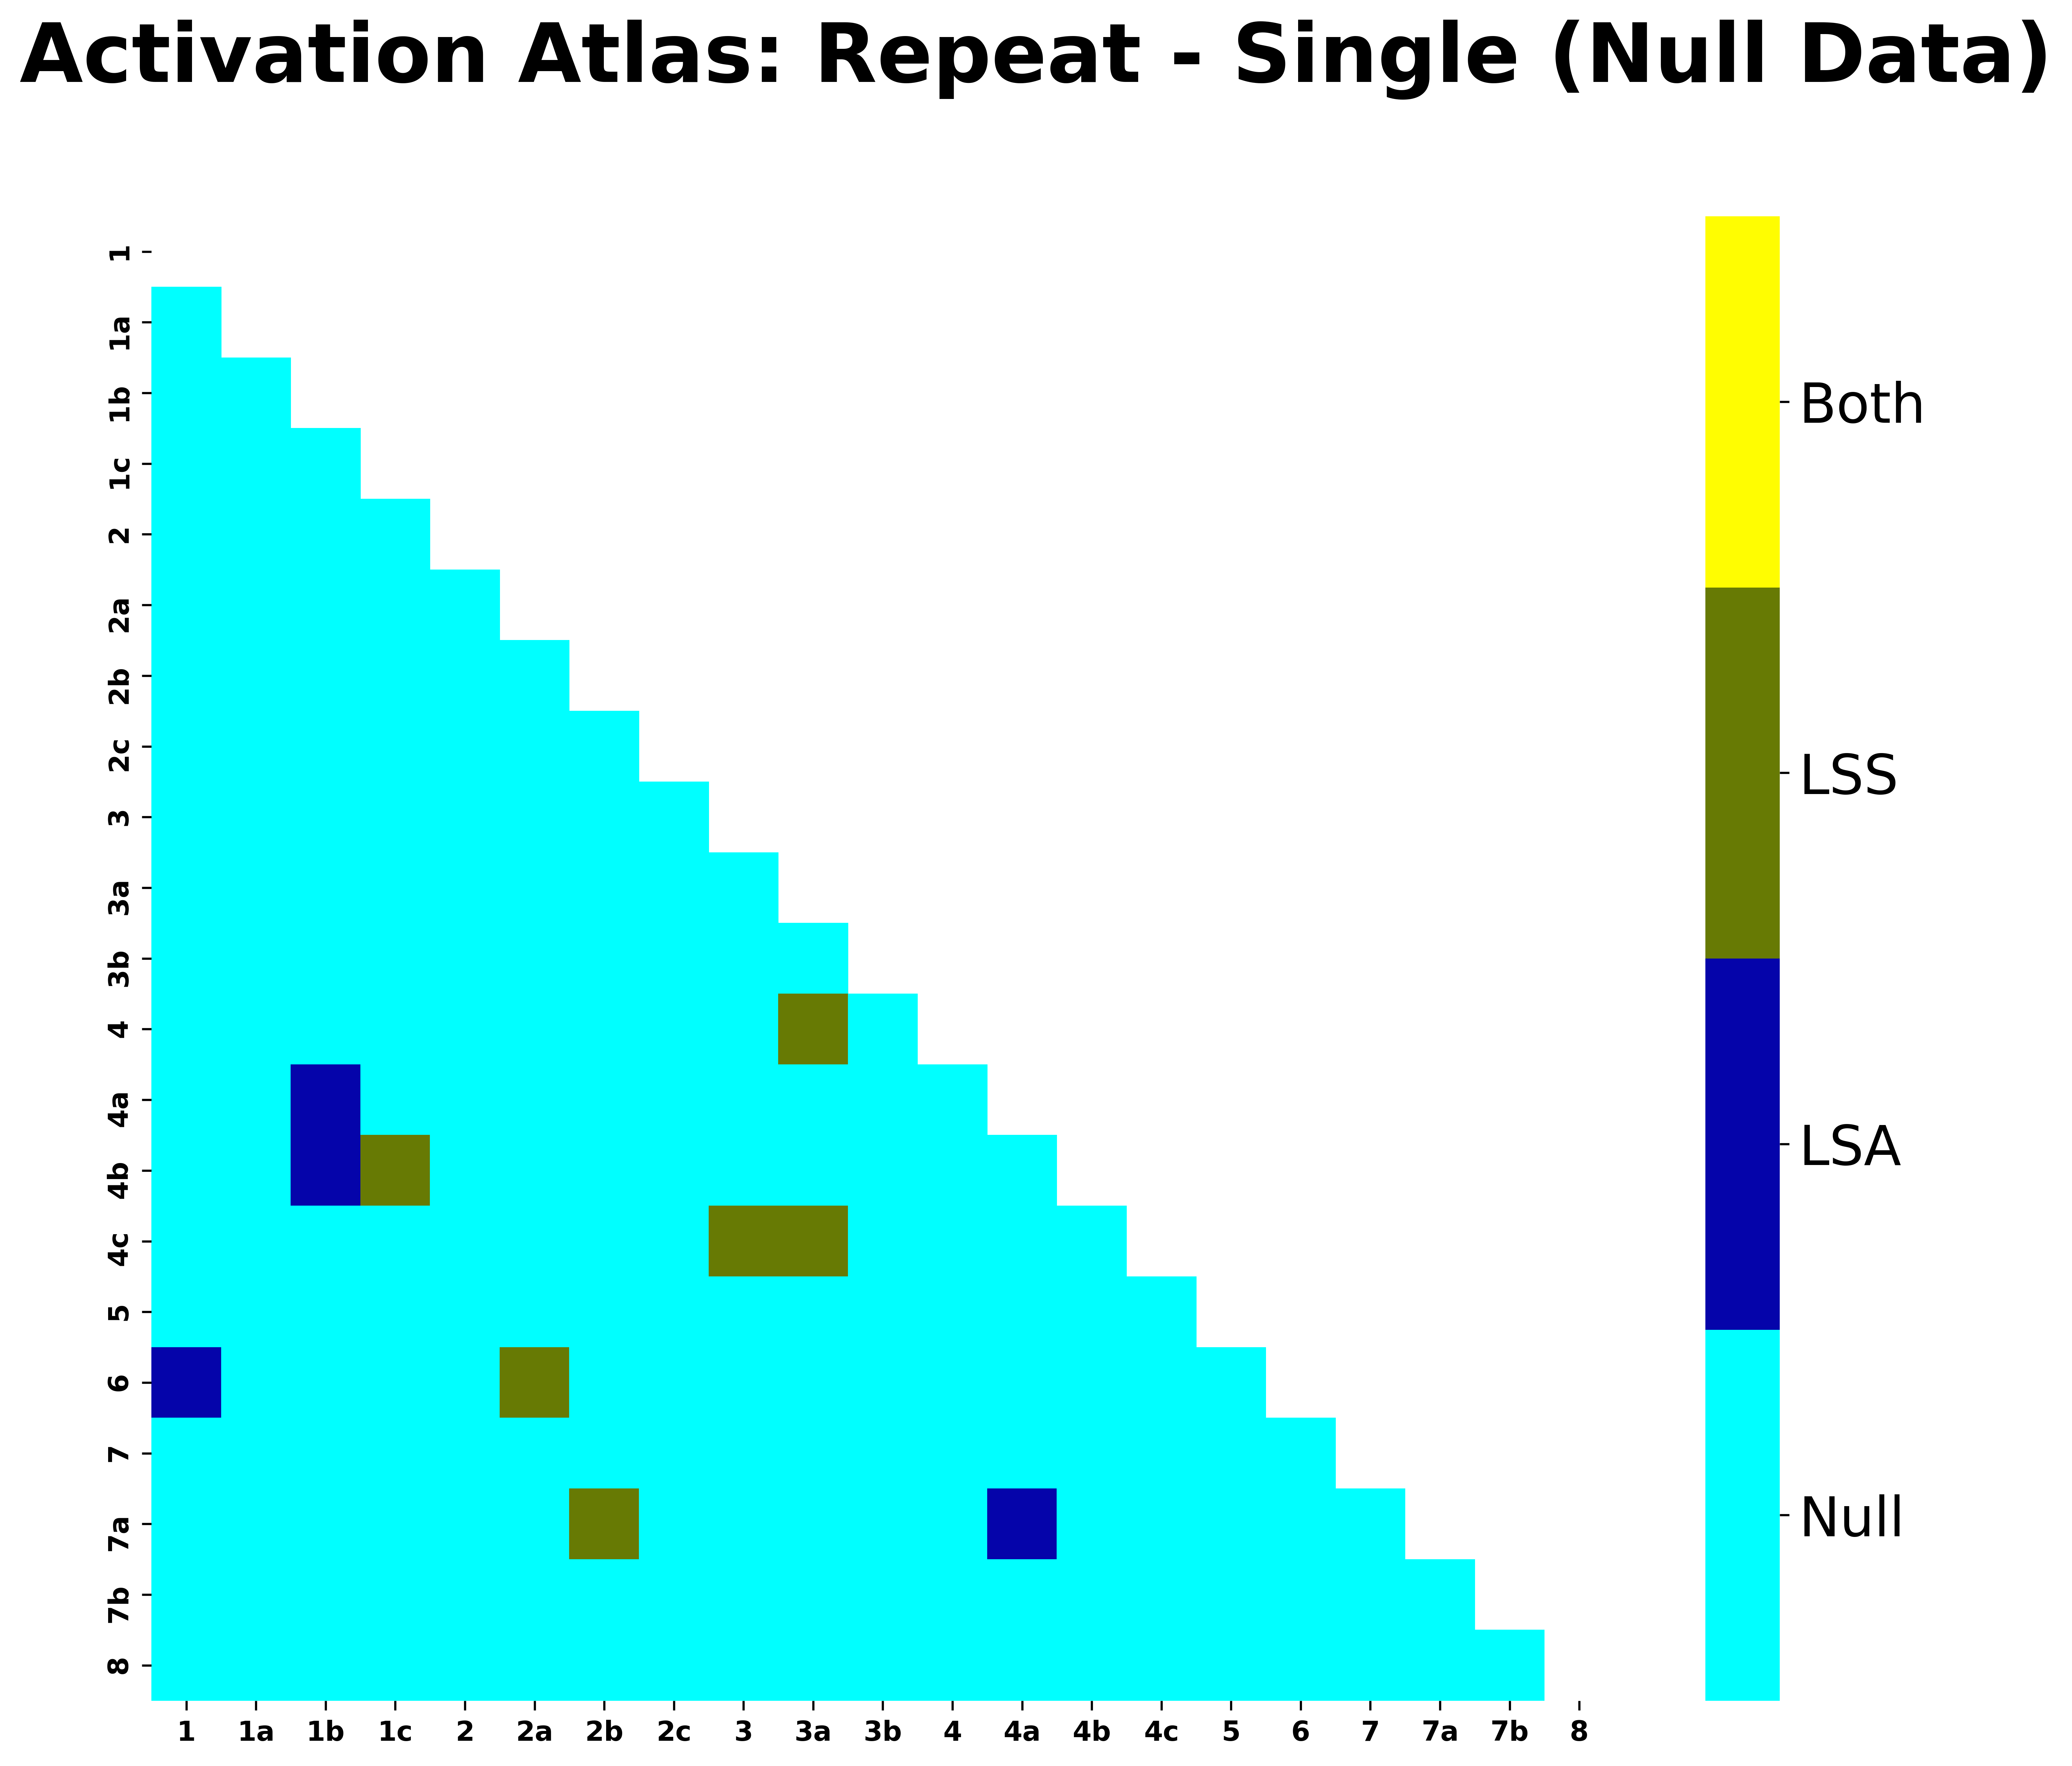 Activation Atlas: Repeat - Single (Null Data)
1
1a
1b
1c
2
2a
2b
2c
3
3a
3b
4
4a
4b
4c
5
6
7
7a
7b
8
1 1a 1b 1c 2 2a 2b 2c 3 3a 3b 4 4a 4b 4c 5 6 7 7a 7b 8
Both
LSS
LSA
Null